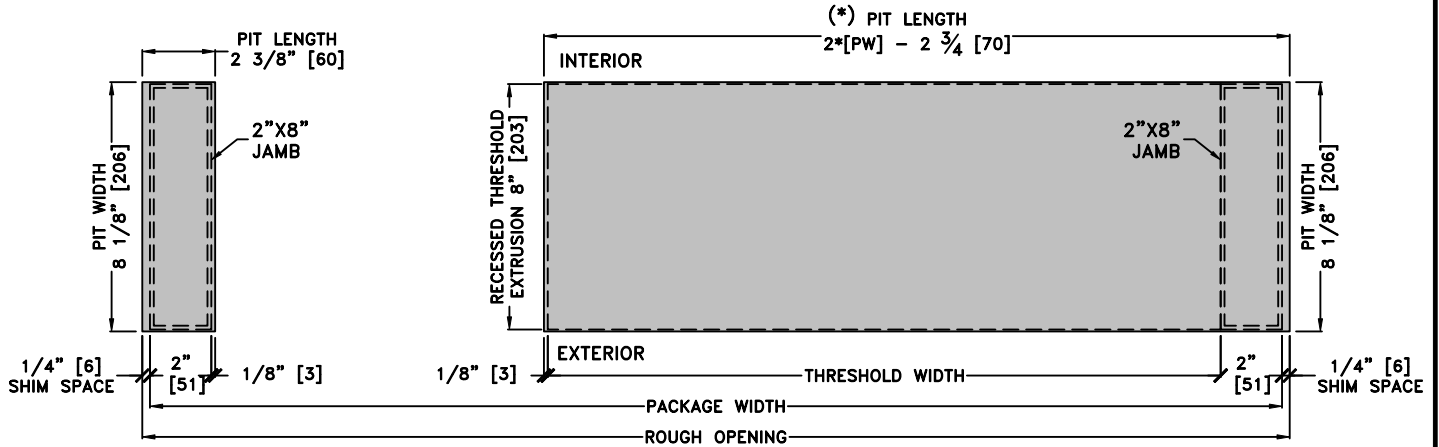 (*) PIT LENGTH
2*[PW] – 2 3/4 [70]
PIT LENGTH
2 3/8” [60]
INTERIOR
2”X8”
JAMB
PIT WIDTH
8 1/8” [206]
RECESSED THRESHOLD
EXTRUSION 8” [203]
2”X8”
JAMB
PIT WIDTH
8 1/8” [206]
EXTERIOR
1/4” [6]
SHIM SPACE
2”
[51]
1/8” [3]
1/8” [3]
THRESHOLD WIDTH
2”
[51]
1/4” [6]
SHIM SPACE
PACKAGE WIDTH
ROUGH OPENING